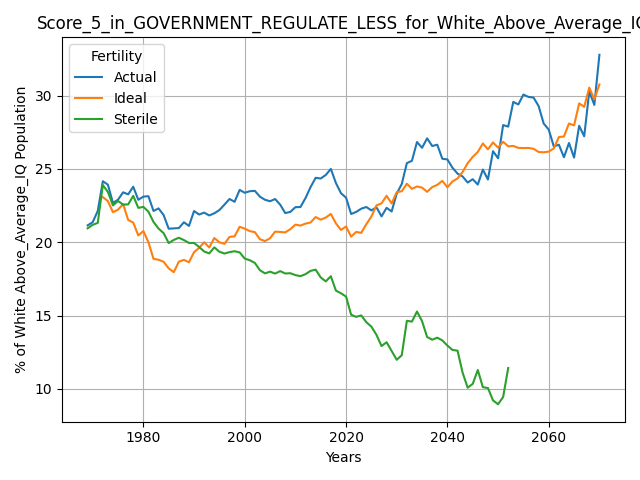 Score_5_in_GOVERNMENT_REGULATE_LESS_for_White_Above_Average_IQ
Fertility
Actual
Ideal
Sterile
% of White Above_Average_IQ Population
30
25
20
15
10
1980
2000
2020
2040
2060
Years